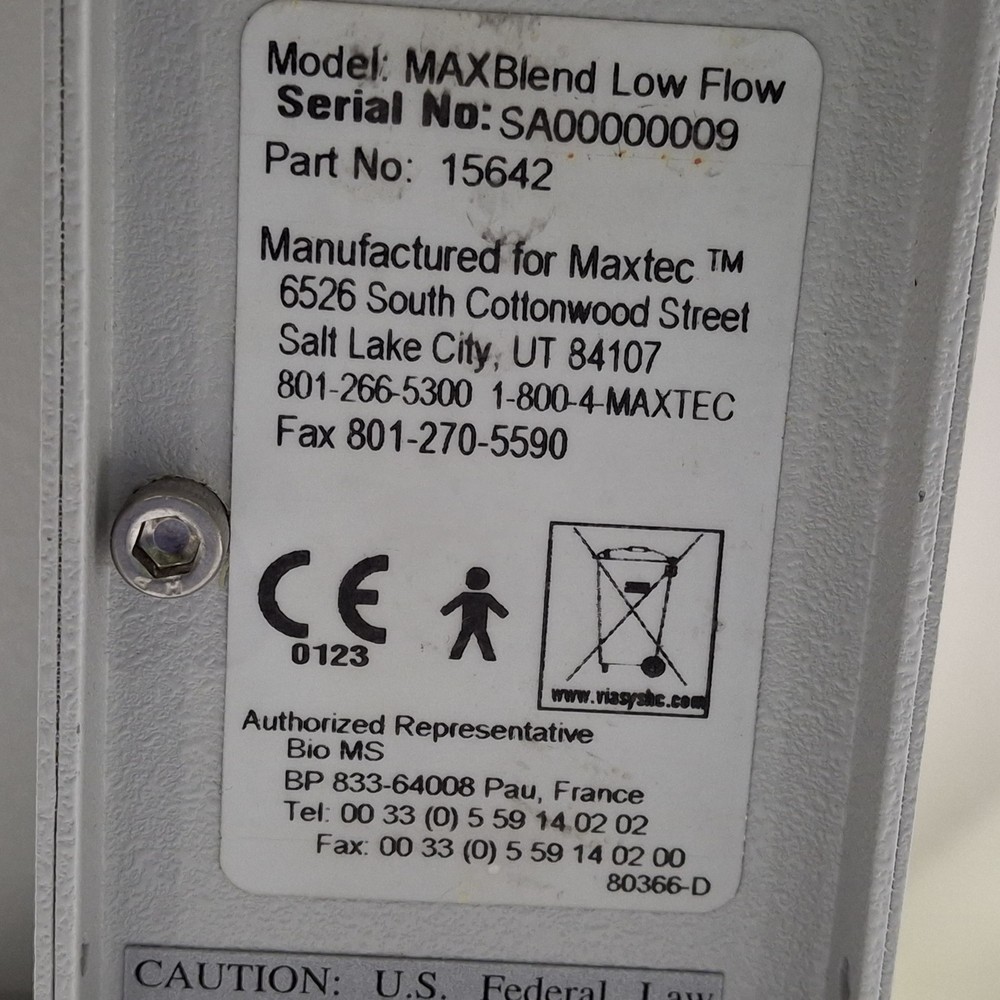 Model: MAXBlend Low Flow
Serial No: SA00000009
Part No: 15642
Manufactured for Maxtec ™
6526 South Cottonwood Street
Salt Lake City, UT 84107
801-266-5300 1-800-4-MAXTEC
Fax 801-270-5590
CE
0123
www.viasyshc.com
Authorized Representative
Bio MS
BP 833-64008 Pau, France
Tel: 00 33 (0) 5 59 14 02 02
Fax: 00 33 (0) 5 59 14 02 00
80366-D
CAUTION: U.S. Federal Law